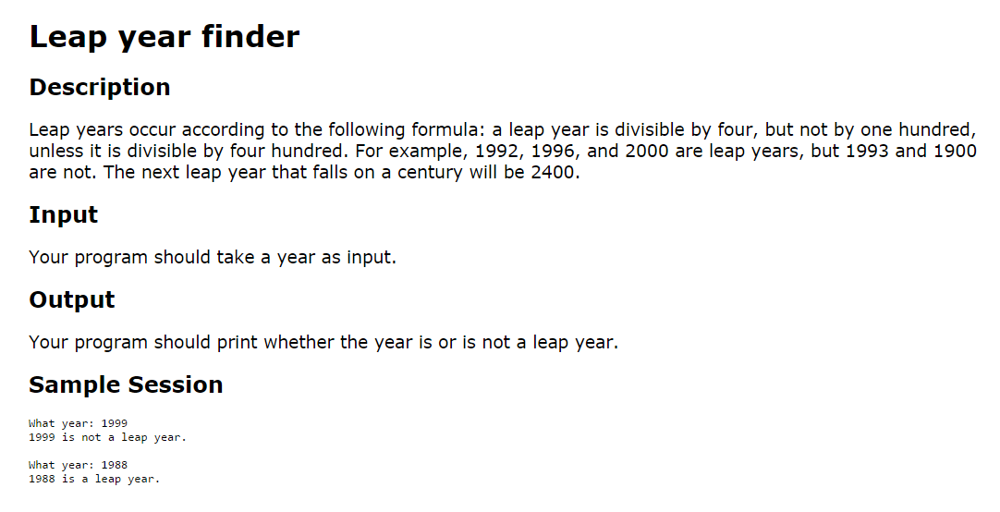 Leap year finder
Description
Leap years occur according to the following formula: a leap year is divisible by four, but not by one hundred,
unless it is divisible by four hundred. For example, 1992, 1996, and 2000 are leap years, but 1993 and 1900
are not. The next leap year that falls on a century will be 2400.
Input
Your program should take a year as input.
Output
Your program should print whether the year is or is not a leap year.
Sample Session
What year: 1999
1999 is not a leap year.
What year: 1988
1988 is a leap year.